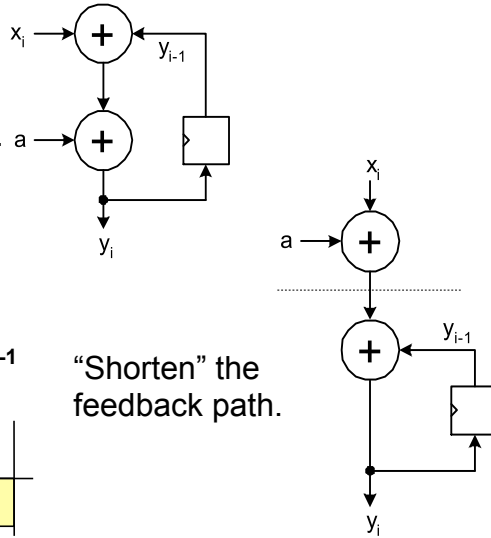 xᵢ
+
yᵢ₋₁
. a
+
yᵢ
xᵢ
a
+
-1
“Shorten” the
feedback path.
+
yᵢ₋₁
yᵢ